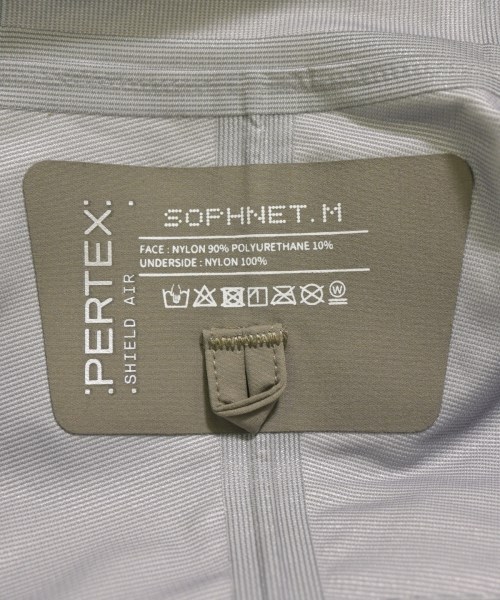 SOPHNET. M
FACE : NYLON 90% POLYURETHANE 10%
UNDERSIDE : NYLON 100%
PERTEX
SHIELD AIR